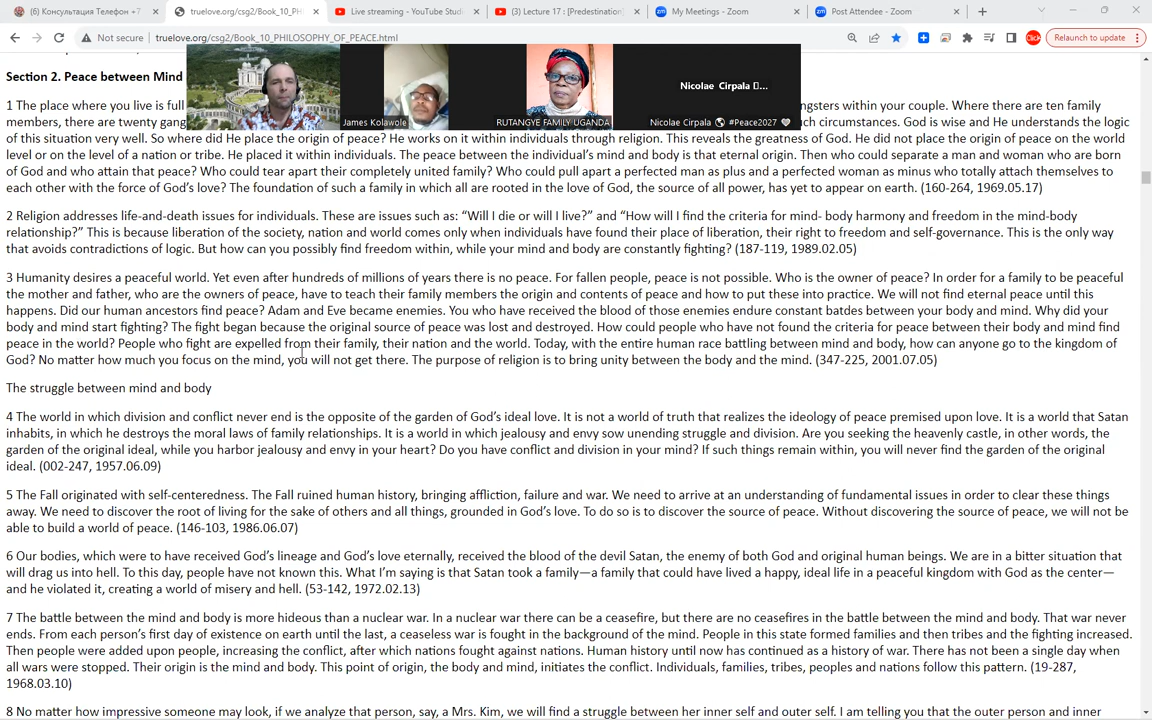 (6) Консультация Телефон +7
truelove.org/csg2/Book_10_PH
Live streaming - YouTube Studi
(3) Lecture 17 : [Predestination]
My Meetings - Zoom
Post Attendee - Zoom
Not secure
truelove.org/csg2/Book_10_PHILOSOPHY_OF_PEACE.html
Click
Relaunch to update
Section 2. Peace between Mind
James Kolawole
RUTANGYE FAMILY UGANDA
Nicolae Cirpala
Nicolae Cirpala #Peace2027
1 The place where you live is full ngsters within your couple. Where there are ten family
members, there are twenty gang uch circumstances. God is wise and He understands the logic
of this situation very well. So where did He place the origin of peace? He works on it within individuals through religion. This reveals the greatness of God. He did not place the origin of peace on the world
level or on the level of a nation or tribe. He placed it within individuals. The peace between the individual's mind and body is that eternal origin. Then who could separate a man and woman who are born
of God and who attain that peace? Who could tear apart their completely united family? Who could pull apart a perfected man as plus and a perfected woman as minus who totally attach themselves to
each other with the force of God's love? The foundation of such a family in which all are rooted in the love of God, the source of all power, has yet to appear on earth. (160-264, 1969.05.17)
2 Religion addresses life-and-death issues for individuals. These are issues such as: "Will I die or will I live?" and "How will I find the criteria for mind- body harmony and freedom in the mind-body
relationship?" This is because liberation of the society, nation and world comes only when individuals have found their place of liberation, their right to freedom and self-governance. This is the only way
that avoids contradictions of logic. But how can you possibly find freedom within, while your mind and body are constantly fighting? (187-119, 1989.02.05)
3 Humanity desires a peaceful world. Yet even after hundreds of millions of years there is no peace. For fallen people, peace is not possible. Who is the owner of peace? In order for a family to be peaceful
the mother and father, who are the owners of peace, have to teach their family members the origin and contents of peace and how to put these into practice. We will not find eternal peace until this
happens. Did our human ancestors find peace? Adam and Eve became enemies. You who have received the blood of those enemies endure constant batdes between your body and mind. Why did your
body and mind start fighting? The fight began because the original source of peace was lost and destroyed. How could people who have not found the criteria for peace between their body and mind find
peace in the world? People who fight are expelled from their family, their nation and the world. Today, with the entire human race battling between mind and body, how can anyone go to the kingdom of
God? No matter how much you focus on the mind, you will not get there. The purpose of religion is to bring unity between the body and the mind. (347-225, 2001.07.05)
The struggle between mind and body
4 The world in which division and conflict never end is the opposite of the garden of God's ideal love. It is not a world of truth that realizes the ideology of peace premised upon love. It is a world that Satan
inhabits, in which he destroys the moral laws of family relationships. It is a world in which jealousy and envy sow unending struggle and division. Are you seeking the heavenly castle, in other words, the
garden of the original ideal, while you harbor jealousy and envy in your heart? Do you have conflict and division in your mind? If such things remain within, you will never find the garden of the original
ideal. (002-247, 1957.06.09)
5 The Fall originated with self-centeredness. The Fall ruined human history, bringing affliction, failure and war. We need to arrive at an understanding of fundamental issues in order to clear these things
away. We need to discover the root of living for the sake of others and all things, grounded in God's love. To do so is to discover the source of peace. Without discovering the source of peace, we will not be
able to build a world of peace. (146-103, 1986.06.07)
6 Our bodies, which were to have received God's lineage and God's love eternally, received the blood of the devil Satan, the enemy of both God and original human beings. We are in a bitter situation that
will drag us into hell. To this day, people have not known this. What I'm saying is that Satan took a family—a family that could have lived a happy, ideal life in a peaceful kingdom with God as the center—
and he violated it, creating a world of misery and hell. (53-142, 1972.02.13)
7 The battle between the mind and body is more hideous than a nuclear war. In a nuclear war there can be a ceasefire, but there are no ceasefires in the battle between the mind and body. That war never
ends. From each person's first day of existence on earth until the last, a ceaseless war is fought in the background of the mind. People in this state formed families and then tribes and the fighting increased.
Then people were added upon people, increasing the conflict, after which nations fought against nations. Human history until now has continued as a history of war. There has not been a single day when
all wars were stopped. Their origin is the mind and body. This point of origin, the body and mind, initiates the conflict. Individuals, families, tribes, peoples and nations follow this pattern. (19-287,
1968.03.10)
8 No matter how impressive someone may look, if we analyze that person, say, a Mrs. Kim, we will find a struggle between her inner self and outer self. I am telling you that the outer person and inner